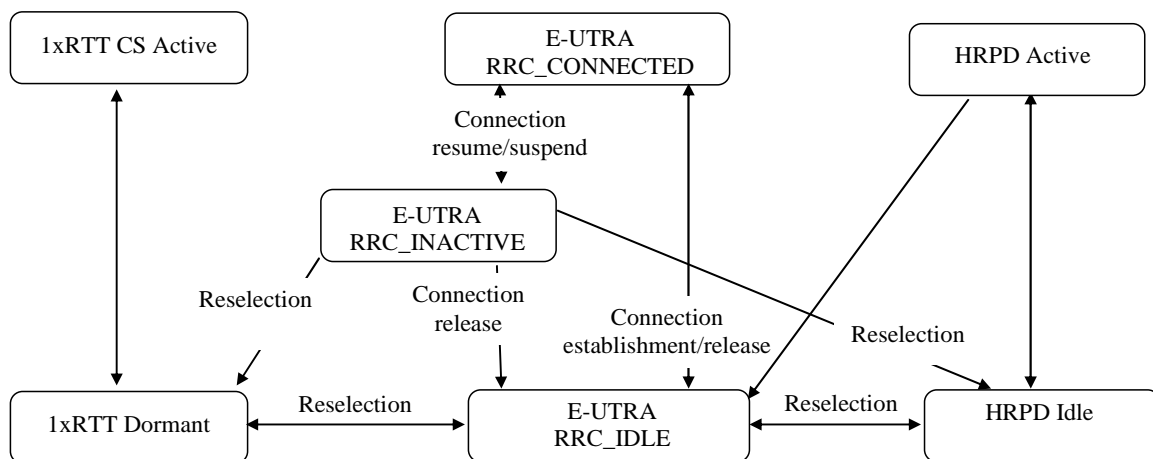 1xRTT CS Active
E-UTRA
RRC_CONNECTED
HRPD Active
Connection
resume/suspend
E-UTRA
RRC_INACTIVE
Reselection
Connection
release
Connection
establishment/release
Reselection
1xRTT Dormant
Reselection
E-UTRA
RRC_IDLE
Reselection
HRPD Idle